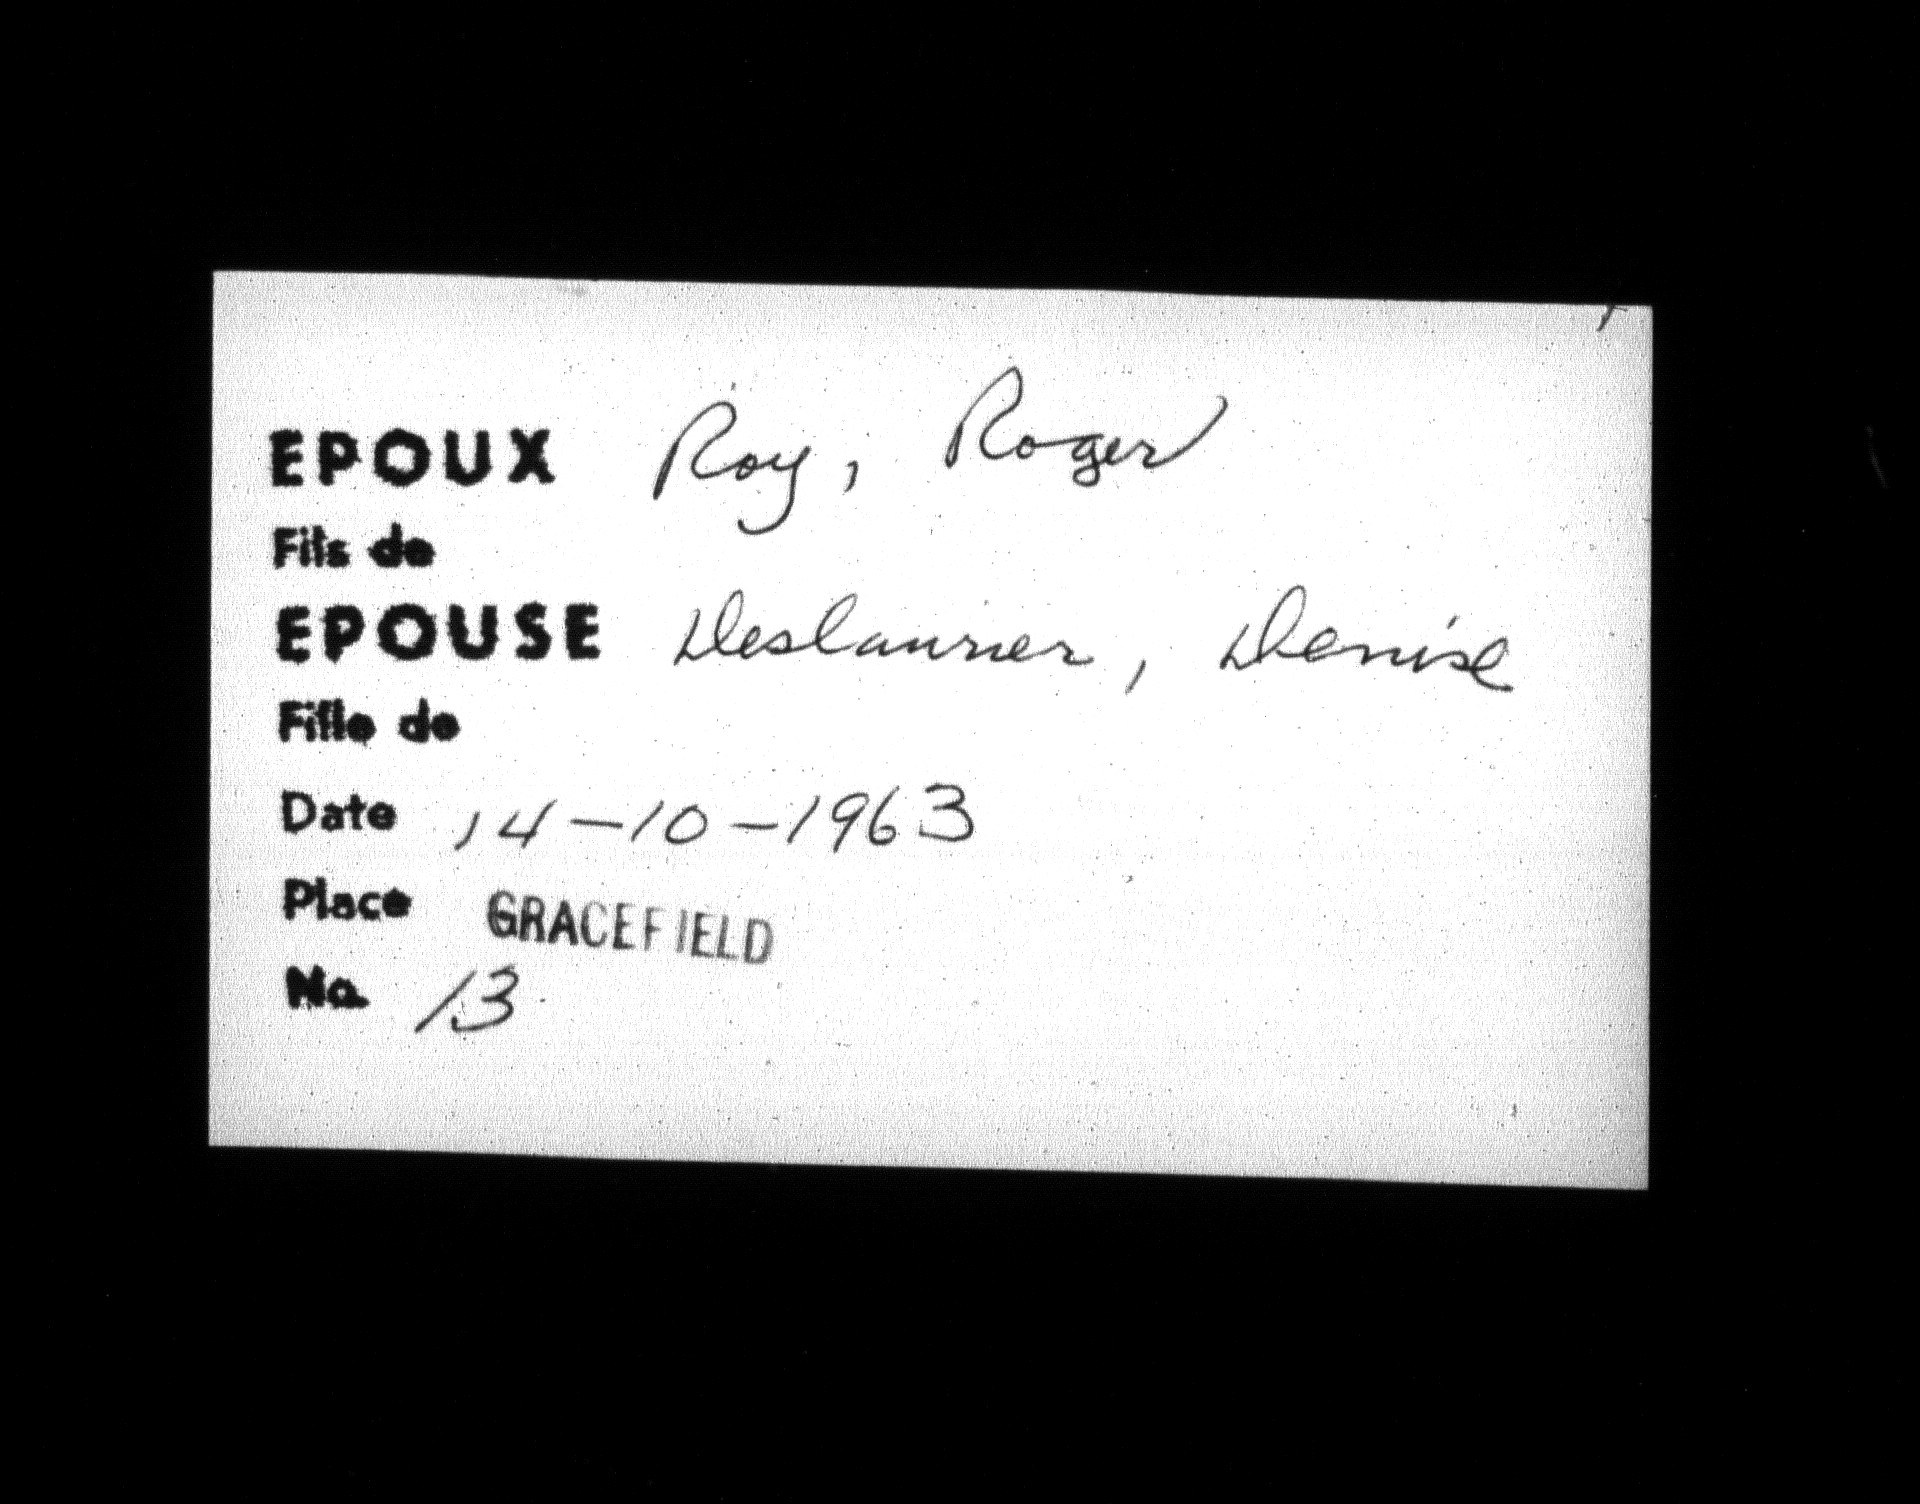 EPOUX Roy, Roger
Fils de
EPOUSE Deslaurier, Denise
Fille de
Date 14-10-1963
Place GRACEFIELD
No. 13